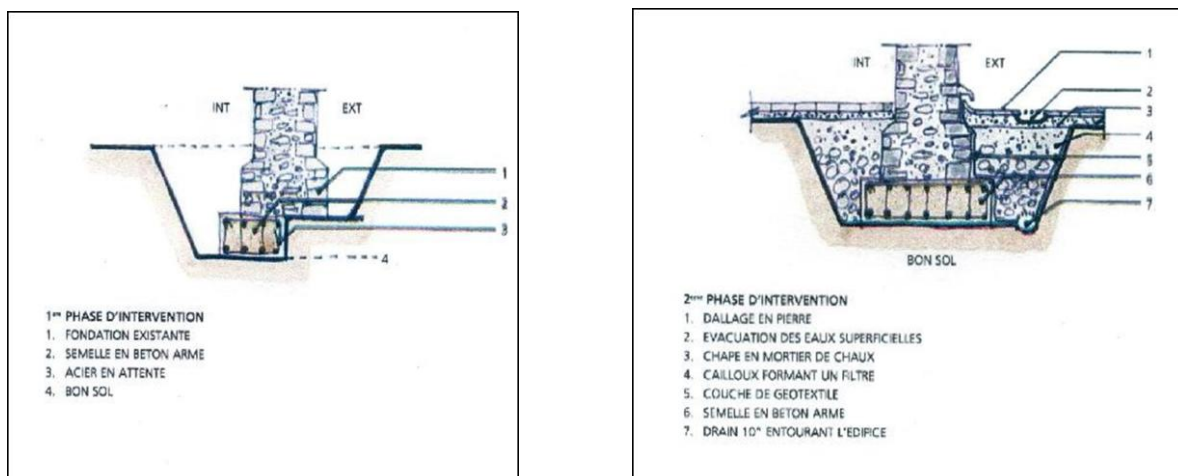 INT
EXT
1
2
3
4
1ere PHASE D'INTERVENTION
1. FONDATION EXISTANTE
2. SEMELLE EN BETON ARME
3. ACIER EN ATTENTE
4. BON SOL
INT
EXT
1
2
3
4
5
6
7
BON SOL
2eme PHASE D'INTERVENTION
1. DALLAGE EN PIERRE
2. EVACUATION DES EAUX SUPERFICIELLES
3. CHAPE EN MORTIER DE CHAUX
4. CAILLOUX FORMANT UN FILTRE
5. COUCHE DE GEOTEXTILE
6. SEMELLE EN BETON ARME
7. DRAIN 10" ENTOURANT L'EDIFICE